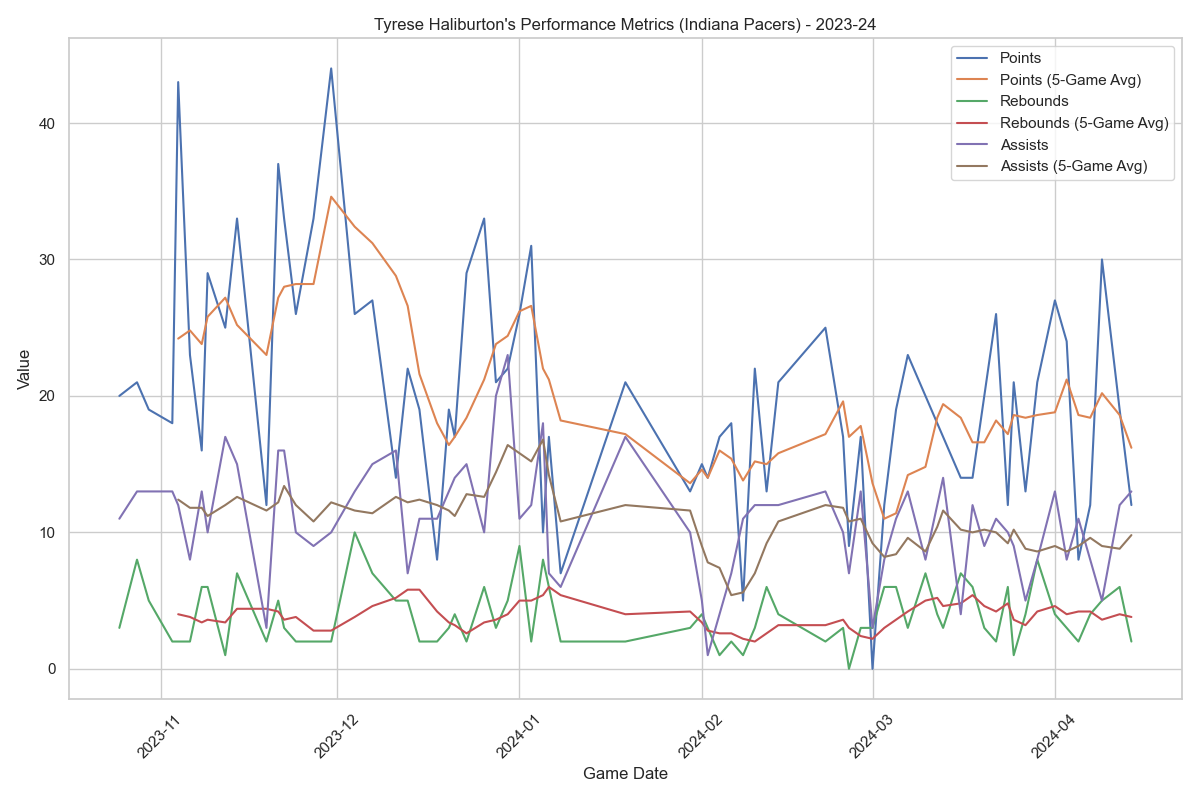 Tyrese Haliburton's Performance Metrics (Indiana Pacers) - 2023-24
Points
Points (5-Game Avg)
Rebounds
Rebounds (5-Game Avg)
Assists
Assists (5-Game Avg)
Value
40
30
20
10
0
2023-11
2023-12
2024-01
2024-02
2024-03
2024-04
Game Date